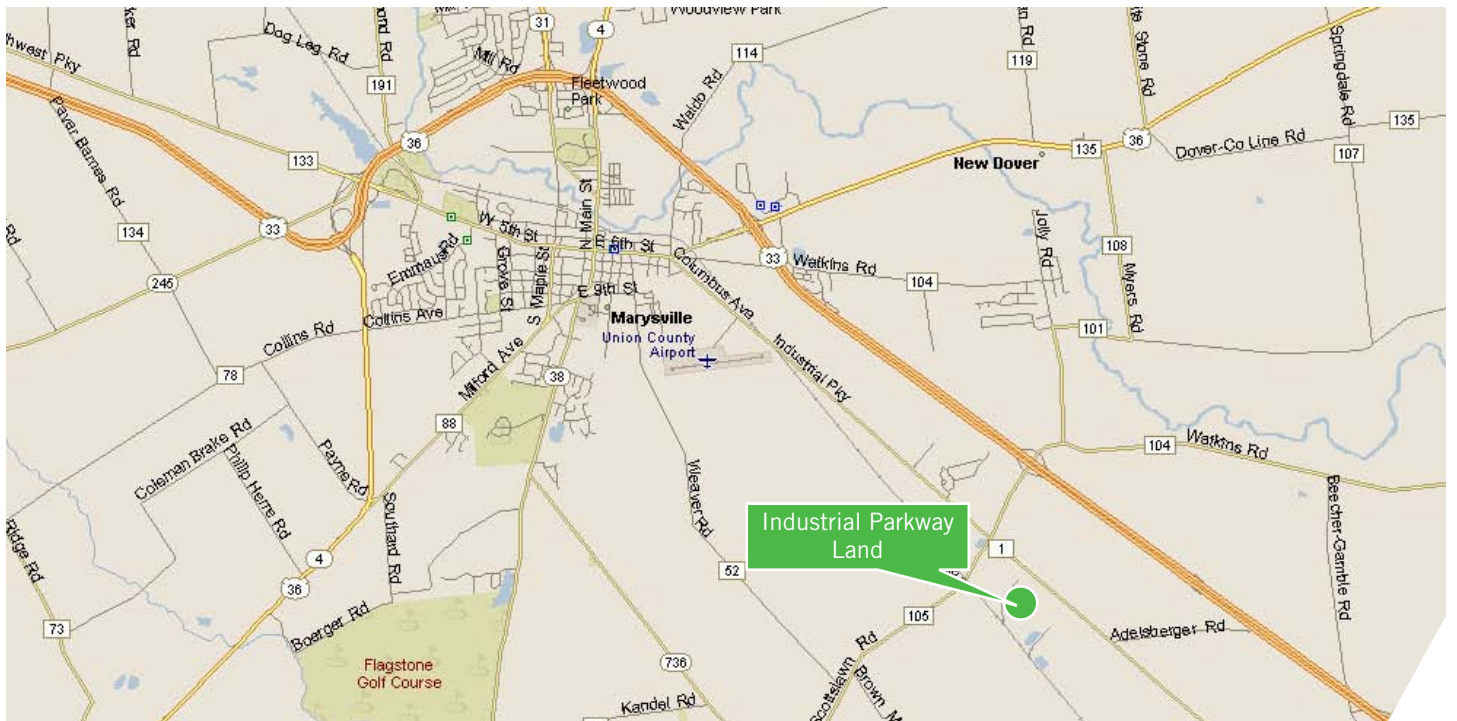 Woodview Park
31
4
Dog Leg Rd
Mill Rd
114
119
Springdale Rd
191
Fleetwood
Park
Waldo Rd
36
135
133
Paver Barnes Rd
36
New Dover
135
36
Dover-Co Line Rd
107
134
33
W 5th St
N Main St
E 5th St
Columbus Ave
33
Watkins Rd
104
Jolly Rd
108
Myers Rd
245
Emmaus Rd
Grove St
S Maple St
E 9th St
Collins Ave
Collins Rd
Marysville
Union County
Airport
Industrial Pky
101
78
Milford Ave
38
88
Coleman Brake Rd
Phillip Herre Rd
Payne Rd
Southard Rd
Weaver Rd
104
Watkins Rd
Beecher-Gamble Rd
Industrial Parkway
Land
1
Ridge Rd
4
36
52
105
73
Boerger Rd
Adelsberger Rd
Flagstone
Golf Course
736
Scottslawn Rd
Brown
Kandel Rd